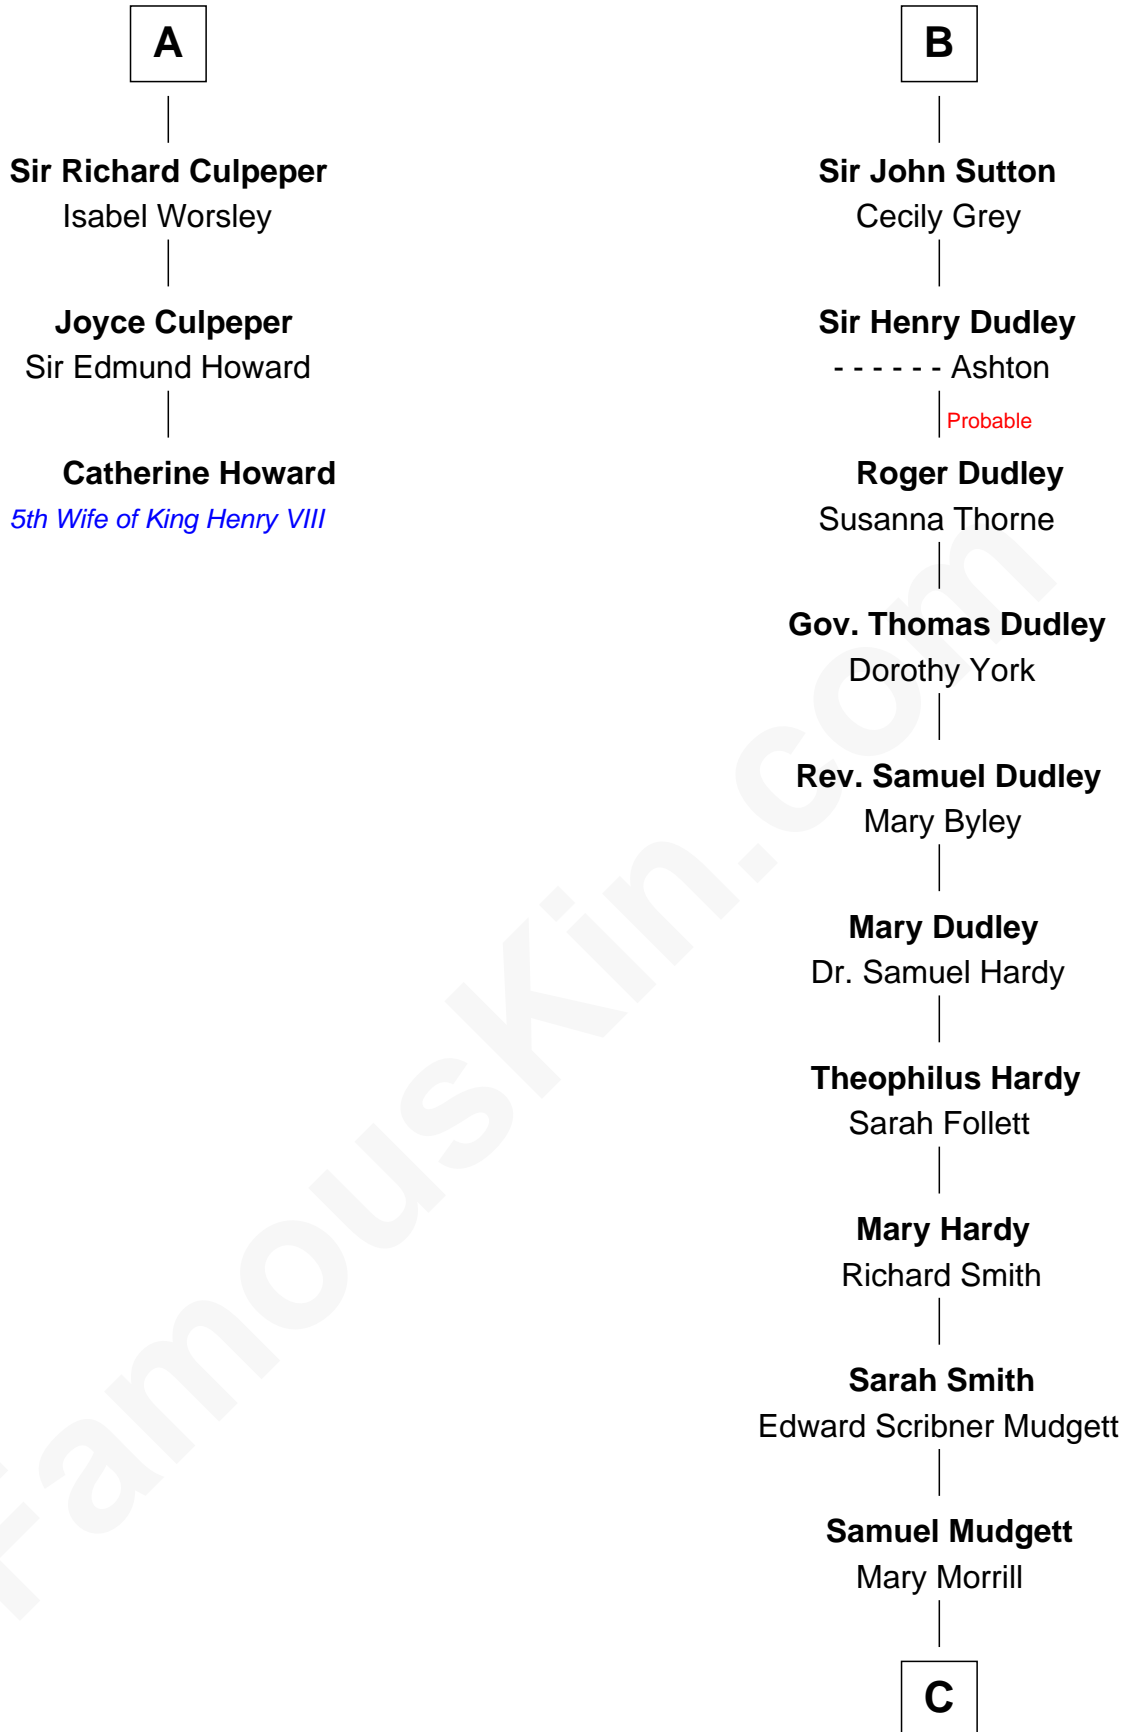 A
Sir Richard Culpeper
Isabel Worsley
Joyce Culpeper
Sir Edmund Howard
Catherine Howard
5th Wife of King Henry VIII
B
Sir John Sutton
Cecily Grey
Sir Henry Dudley
- - - - - - Ashton
Probable
Roger Dudley
Susanna Thorne
Gov. Thomas Dudley
Dorothy York
Rev. Samuel Dudley
Mary Byley
Mary Dudley
Dr. Samuel Hardy
Theophilus Hardy
Sarah Follett
Mary Hardy
Richard Smith
Sarah Smith
Edward Scribner Mudgett
Samuel Mudgett
Mary Morrill
C
FamousKin.com